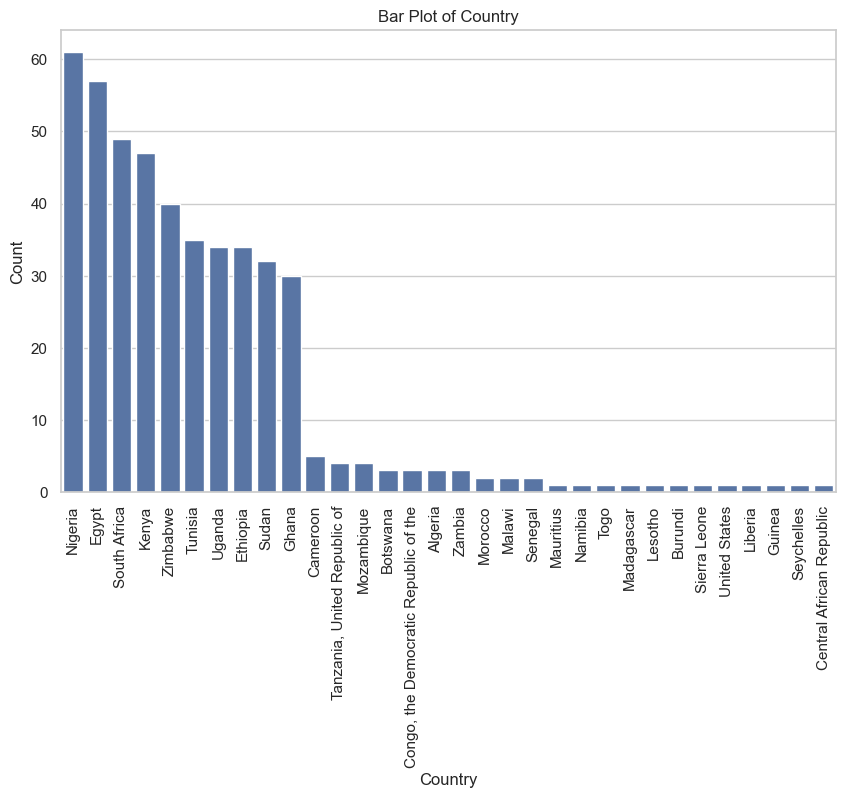 Bar Plot of Country
Count
60
50
40
30
20
10
0
Nigeria
Egypt
South Africa
Kenya
Zimbabwe
Tunisia
Uganda
Ethiopia
Sudan
Ghana
Cameroon
Tanzania, United Republic of
Mozambique
Botswana
Congo, the Democratic Republic of the
Algeria
Zambia
Morocco
Malawi
Senegal
Mauritius
Namibia
Togo
Madagascar
Lesotho
Burundi
Sierra Leone
United States
Liberia
Guinea
Seychelles
Central African Republic
Country